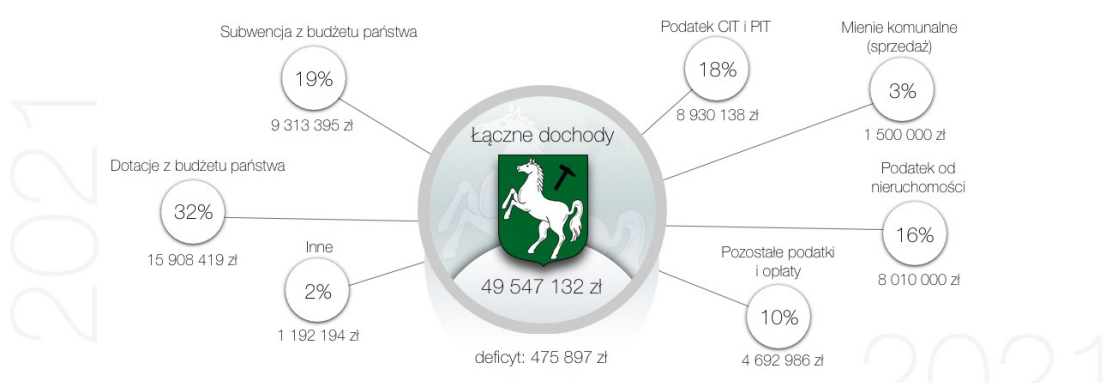 Subwencja z budżetu państwa
19%
9 313 395 zł
Dotacje z budżetu państwa
32%
15 908 419 zł
Inne
2%
1 192 194 zł
Łączne dochody
49 547 132 zł
deficyt: 475 897 zł
Podatek CIT i PIT
18%
8 930 138 zł
Mienie komunalne
(sprzedaż)
3%
1 500 000 zł
Podatek od
nieruchomości
16%
8 010 000 zł
Pozostałe podatki
i opłaty
10%
4 692 986 zł
2021
2021